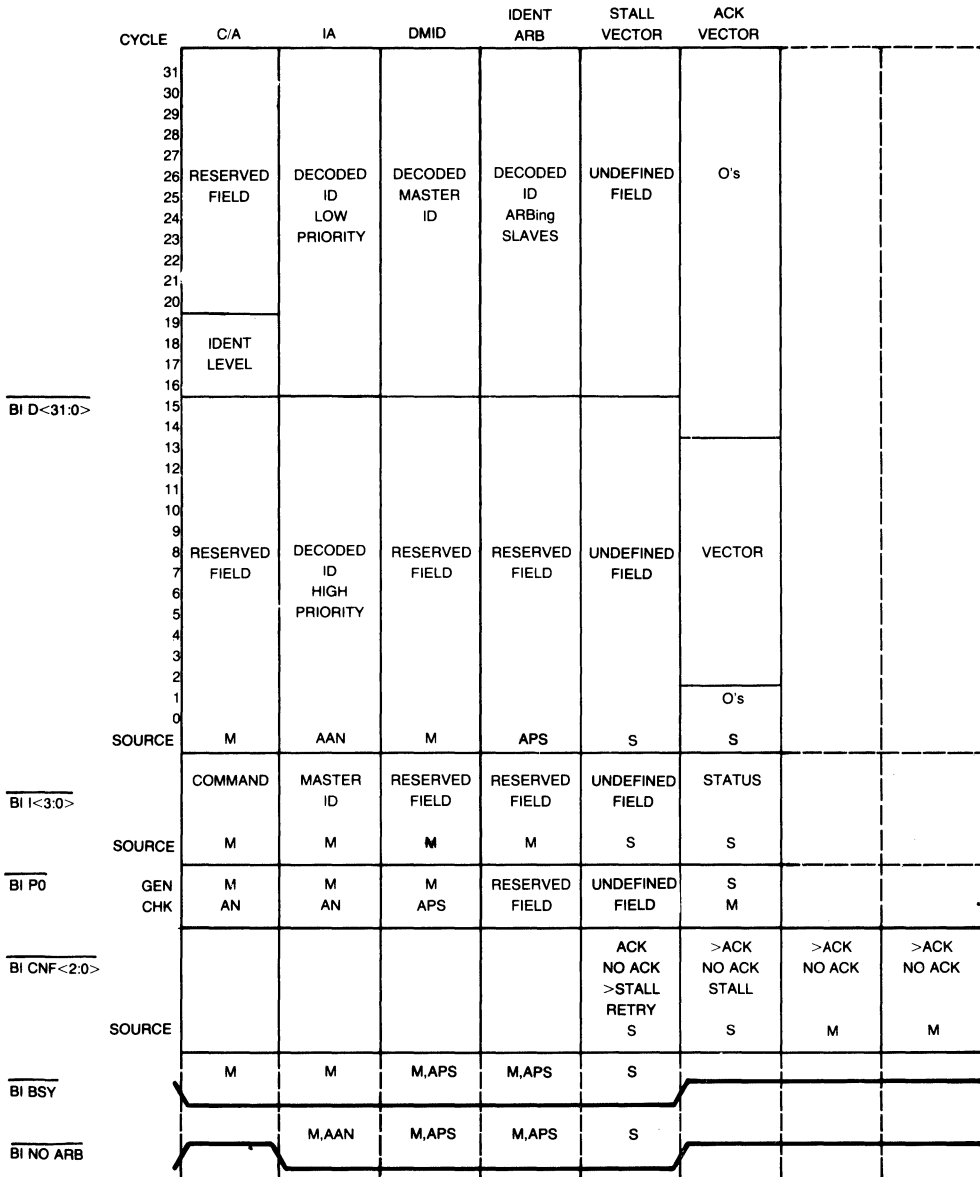 CYCLE C/A IA DMID IDENT ARB STALL VECTOR ACK VECTOR
31
30
29
28
27
26 RESERVED DECODED DECODED DECODED UNDEFINED O's
25 FIELD ID MASTER ID FIELD
24 LOW ID ARBing
23 PRIORITY SLAVES
22
21
20
19
18 IDENT
17 LEVEL
16
BI D<31:0>
15
14
13
12
11
10
9
8 RESERVED DECODED RESERVED RESERVED UNDEFINED VECTOR
7 FIELD ID FIELD FIELD FIELD
6 HIGH
5 PRIORITY
4
3
2
1 O's
0
SOURCE M AAN M APS S S
COMMAND MASTER RESERVED RESERVED UNDEFINED STATUS
BI I<3:0> ID FIELD FIELD FIELD
SOURCE M M M M S S
BI P0 GEN M M M RESERVED UNDEFINED S
CHK AN AN APS FIELD FIELD M
ACK >ACK >ACK >ACK
BI CNF<2:0> NO ACK NO ACK NO ACK NO ACK
>STALL STALL
RETRY
SOURCE S S M M
M M M,APS M,APS S
BI BSY
M,AAN M,APS M,APS S
BI NO ARB